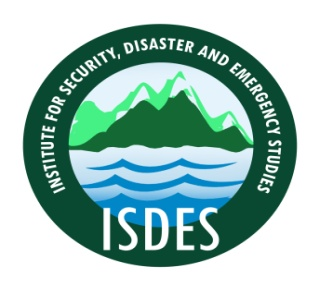 INSTITUTE FOR SECURITY, DISASTER AND EMERGENCY STUDIES
ISDES